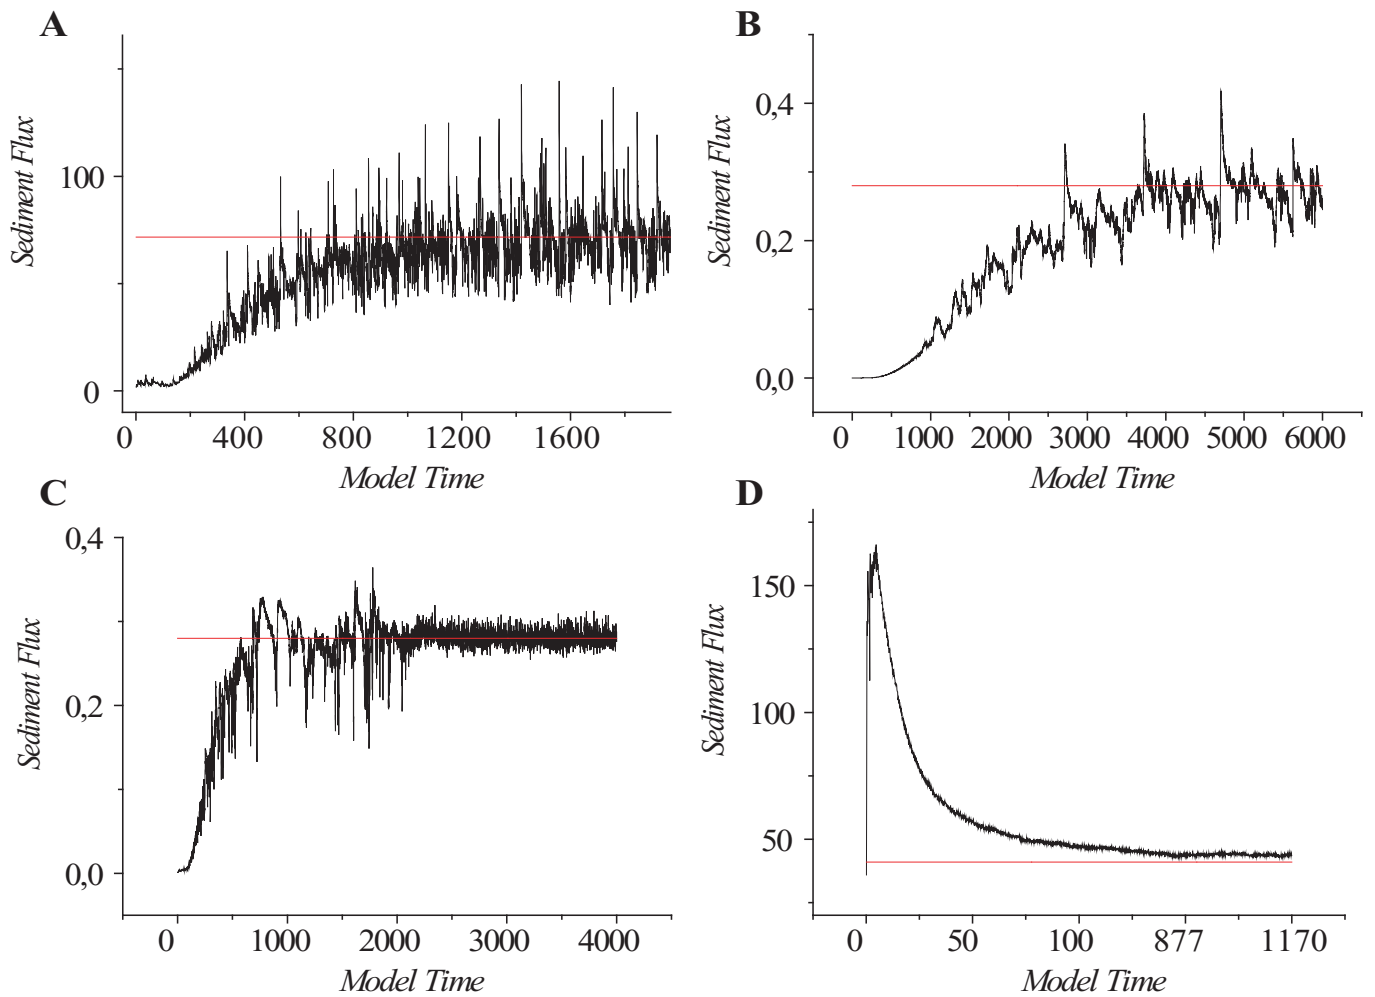 A
Sediment Flux
100
0
0 400 800 1200 1600
Model Time
B
Sediment Flux
0,4
0,2
0,0
0 1000 2000 3000 4000 5000 6000
Model Time
C
Sediment Flux
0,4
0,2
0,0
0 1000 2000 3000 4000
Model Time
D
Sediment Flux
150
100
50
0 50 100 877 1170
Model Time